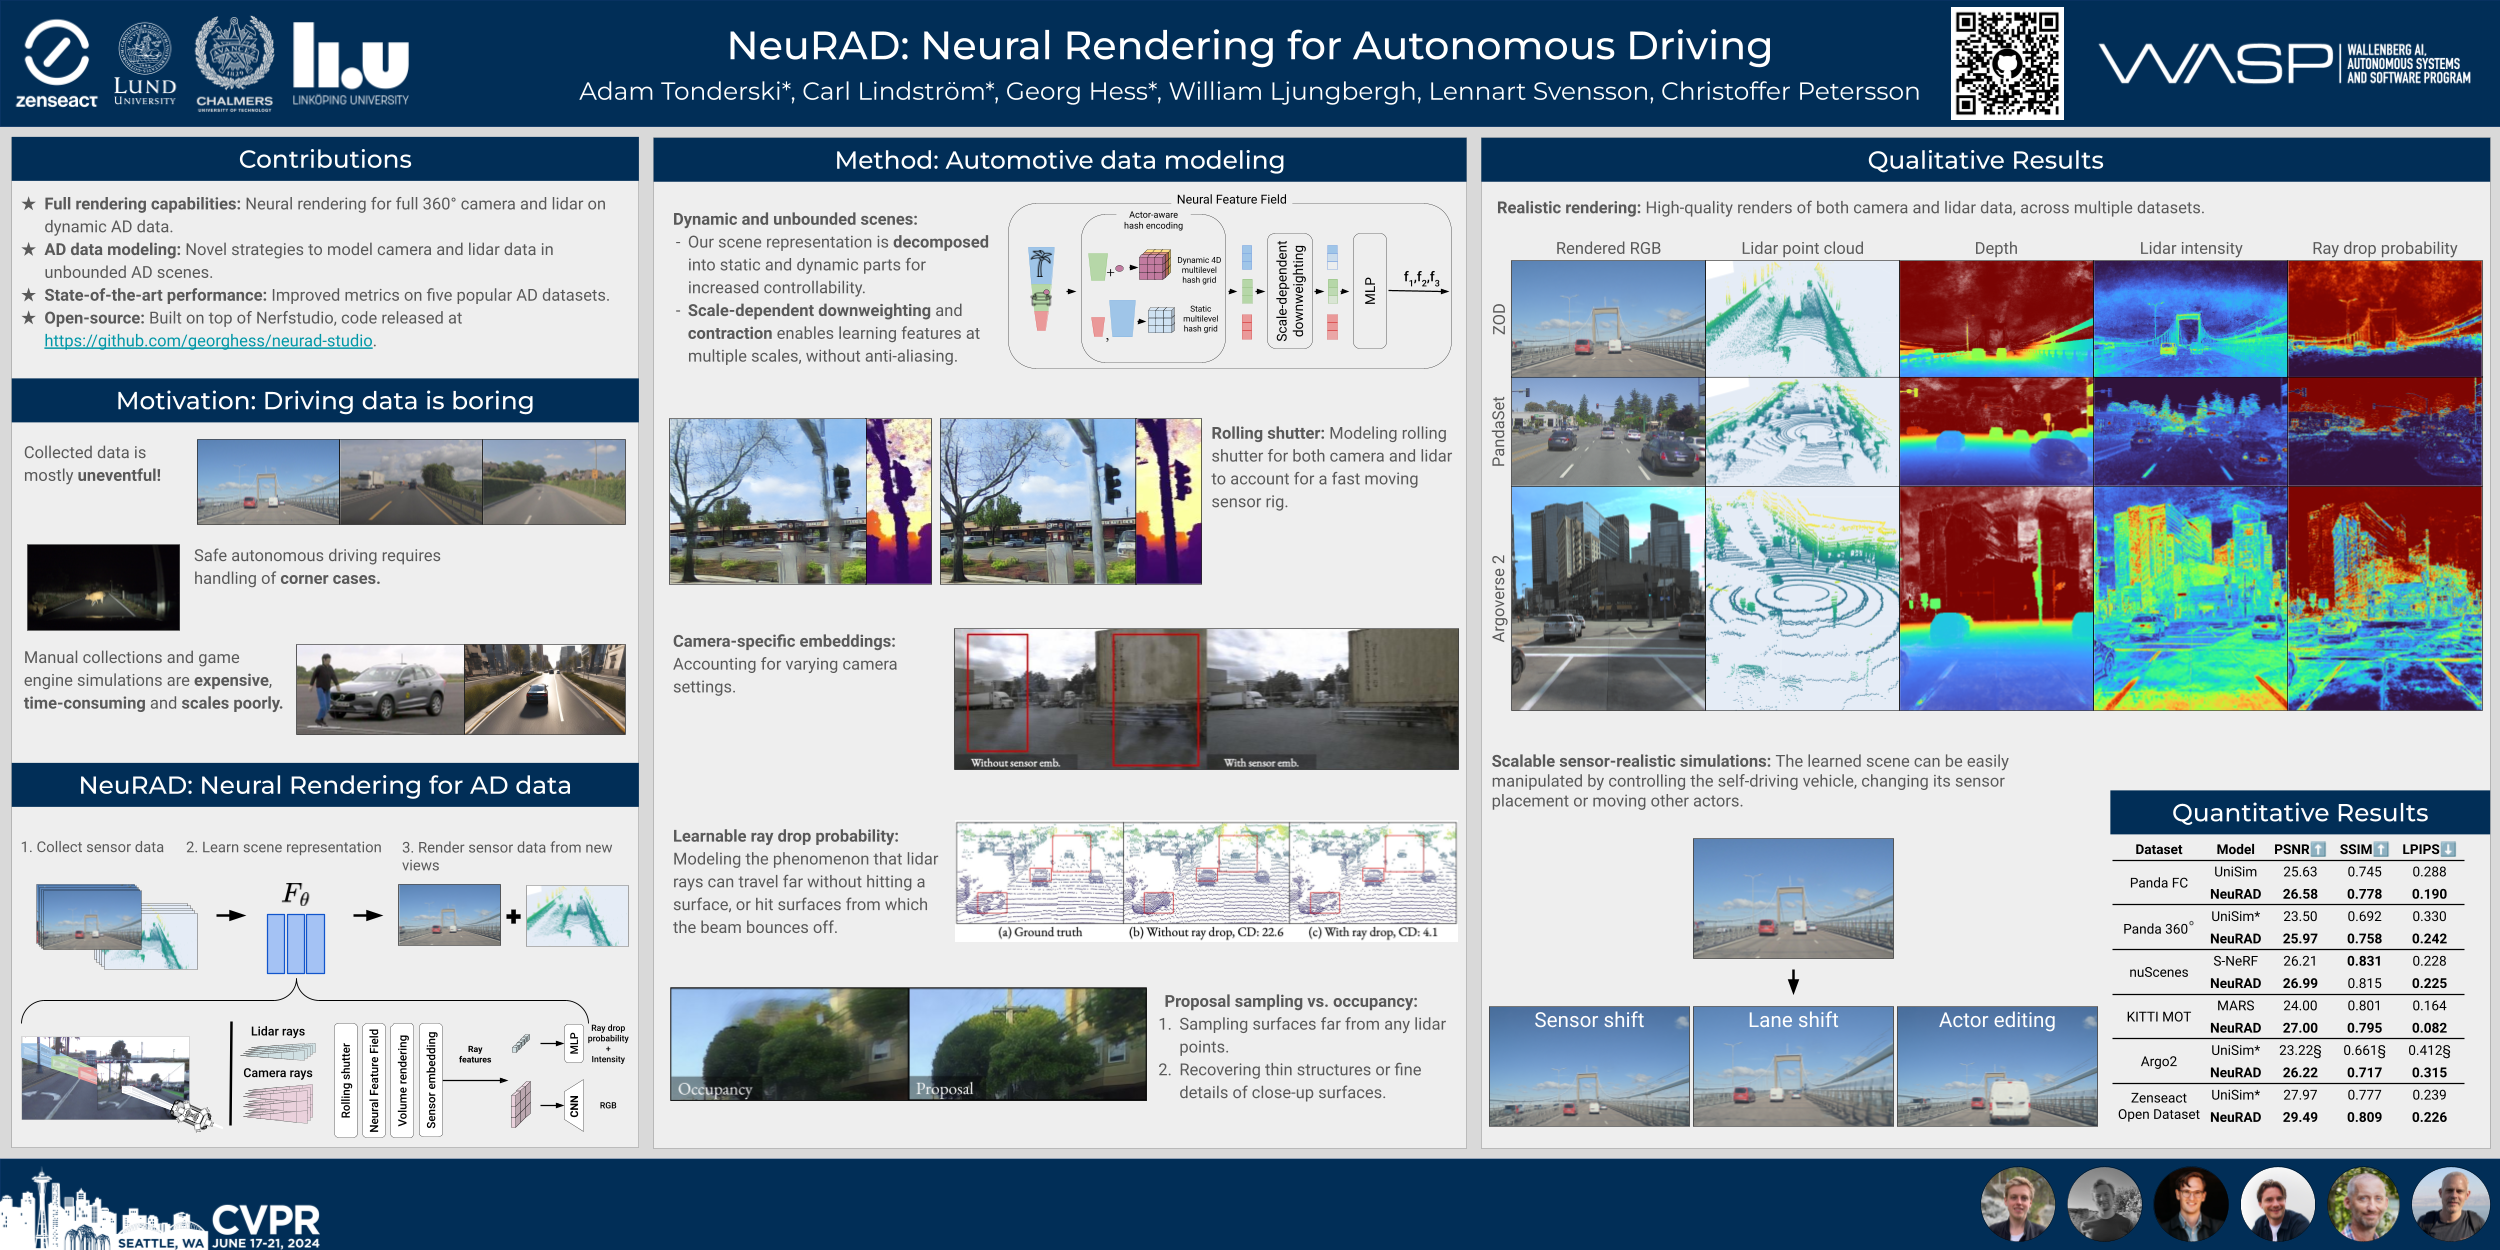 zenseact
LUND
UNIVERSITY
AVANCEZ
1829
CHALMERS
UNIVERSITY OF TECHNOLOGY
li.u
LINKÖPING UNIVERSITY
NeuRAD: Neural Rendering for Autonomous Driving
Adam Tonderski*, Carl Lindström*, Georg Hess*, William Ljungbergh, Lennart Svensson, Christoffer Petersson
WASP
WALLENBERG AI,
AUTONOMOUS SYSTEMS
AND SOFTWARE PROGRAM
Contributions
★ Full rendering capabilities: Neural rendering for full 360° camera and lidar on
dynamic AD data.
★ AD data modeling: Novel strategies to model camera and lidar data in
unbounded AD scenes.
★ State-of-the-art performance: Improved metrics on five popular AD datasets.
★ Open-source: Built on top of Nerfstudio, code released at
https://github.com/georghess/neurad-studio.
Motivation: Driving data is boring
Collected data is
mostly uneventful!
Safe autonomous driving requires
handling of corner cases.
Manual collections and game
engine simulations are expensive,
time-consuming and scales poorly.
NeuRAD: Neural Rendering for AD data
1. Collect sensor data
2. Learn scene representation
3. Render sensor data from new
views
Fθ
Lidar rays
Camera rays
Rolling shutter
Neural Feature Field
Volume rendering
Sensor embedding
Ray
features
MLP
Ray drop
probability
+
Intensity
CNN
RGB
Method: Automotive data modeling
Dynamic and unbounded scenes:
- Our scene representation is decomposed
into static and dynamic parts for
increased controllability.
- Scale-dependent downweighting and
contraction enables learning features at
multiple scales, without anti-aliasing.
Neural Feature Field
Actor-aware
hash encoding
Dynamic 4D
multilevel
hash grid
Static
multilevel
hash grid
Scale-dependent
downweighting
MLP
f1,f2,f3
Rolling shutter: Modeling rolling
shutter for both camera and lidar
to account for a fast moving
sensor rig.
Camera-specific embeddings:
Accounting for varying camera
settings.
Without sensor emb.
With sensor emb.
Learnable ray drop probability:
Modeling the phenomenon that lidar
rays can travel far without hitting a
surface, or hit surfaces from which
the beam bounces off.
(a) Ground truth
(b) Without ray drop, CD: 22.6
(c) With ray drop, CD: 4.1
Occupancy
Proposal
Proposal sampling vs. occupancy:
1. Sampling surfaces far from any lidar
points.
2. Recovering thin structures or fine
details of close-up surfaces.
Qualitative Results
Realistic rendering: High-quality renders of both camera and lidar data, across multiple datasets.
Rendered RGB Lidar point cloud Depth Lidar intensity Ray drop probability
ZOD
PandaSet
Argoverse 2
Scalable sensor-realistic simulations: The learned scene can be easily
manipulated by controlling the self-driving vehicle, changing its sensor
placement or moving other actors.
Sensor shift
Lane shift
Actor editing
Quantitative Results
Dataset Model PSNR⬆ SSIM⬆ LPIPS⬇
Panda FC
UniSim 25.63 0.745 0.288
NeuRAD 26.58 0.778 0.190
Panda 360°
UniSim* 23.50 0.692 0.330
NeuRAD 25.97 0.758 0.242
nuScenes
S-NeRF 26.21 0.831 0.228
NeuRAD 26.99 0.815 0.225
KITTI MOT
MARS 24.00 0.801 0.164
NeuRAD 27.00 0.795 0.082
Argo2
UniSim* 23.22§ 0.661§ 0.412§
NeuRAD 26.22 0.717 0.315
Zenseact
Open Dataset
UniSim* 27.97 0.777 0.239
NeuRAD 29.49 0.809 0.226
CVPR
SEATTLE, WA JUNE 17-21, 2024